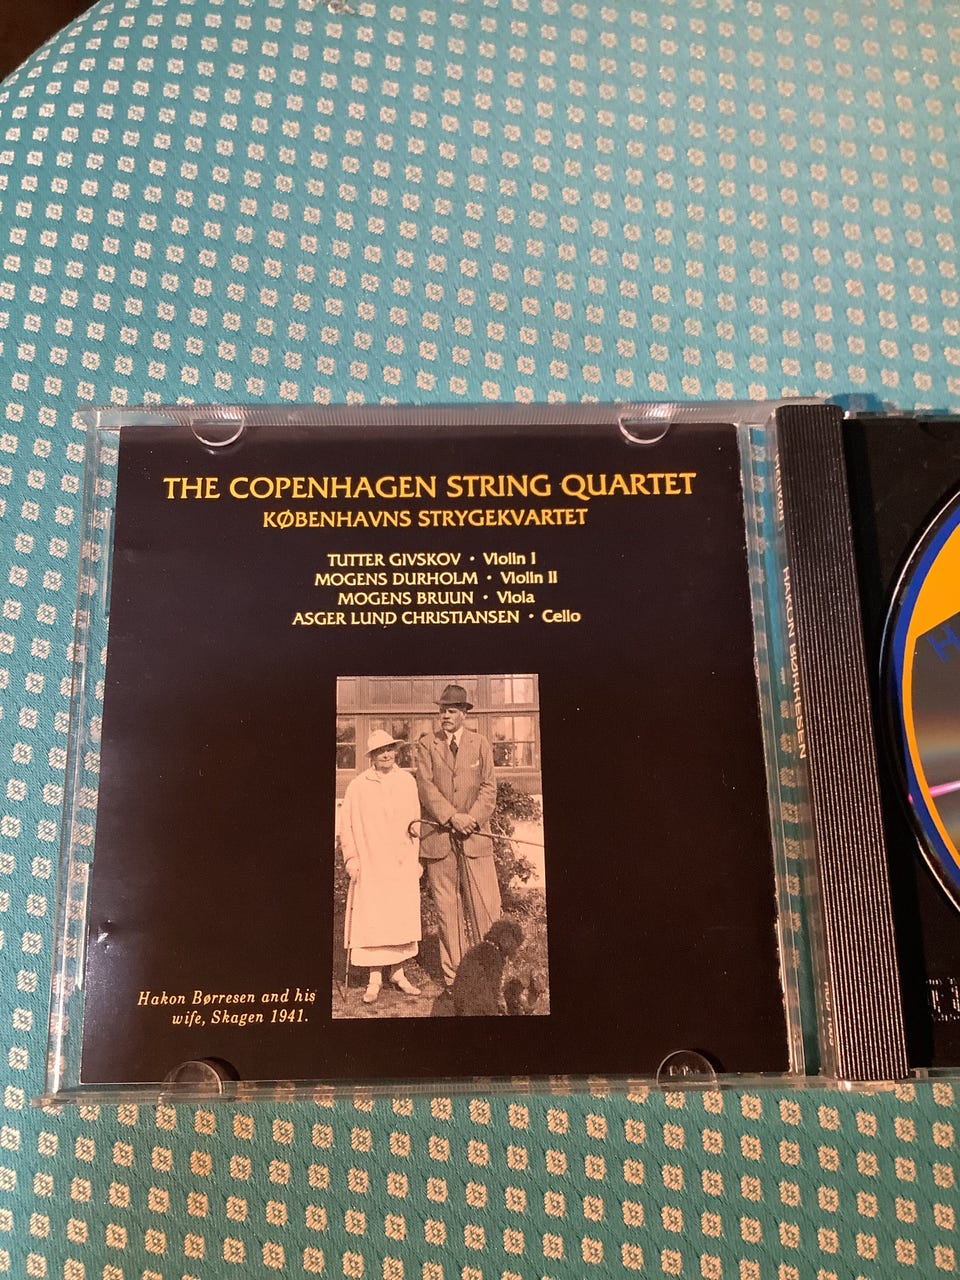 THE COPENHAGEN STRING QUARTET
KØBENHAVNS STRYGEKVARTET
TUTTER GIVSKOV · Violin I
MOGENS DURHOLM · Violin II
MOGENS BRUUN · Viola
ASGER LUND CHRISTIANSEN · Cello
Hakon Børresen and his
wife, Skagen 1941.
HAKON BØRRESEN